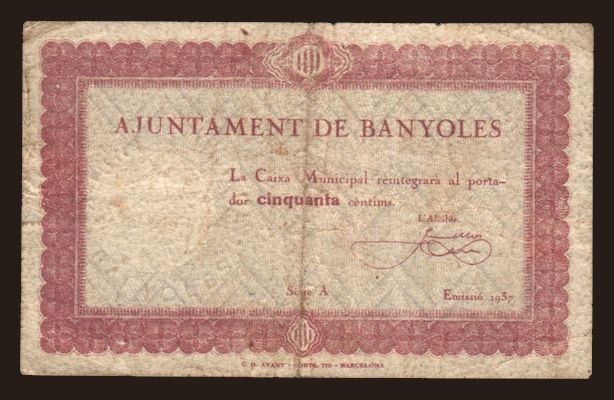 AJUNTAMENT DE BANYOLES
La Caixa Municipal reintegrarà al porta-
dor cinquanta cèntims.
L'Alcalde,
Sèrie A
Emissió 1937
G. D. AVANT - CORTS, 719 - BARCELONA